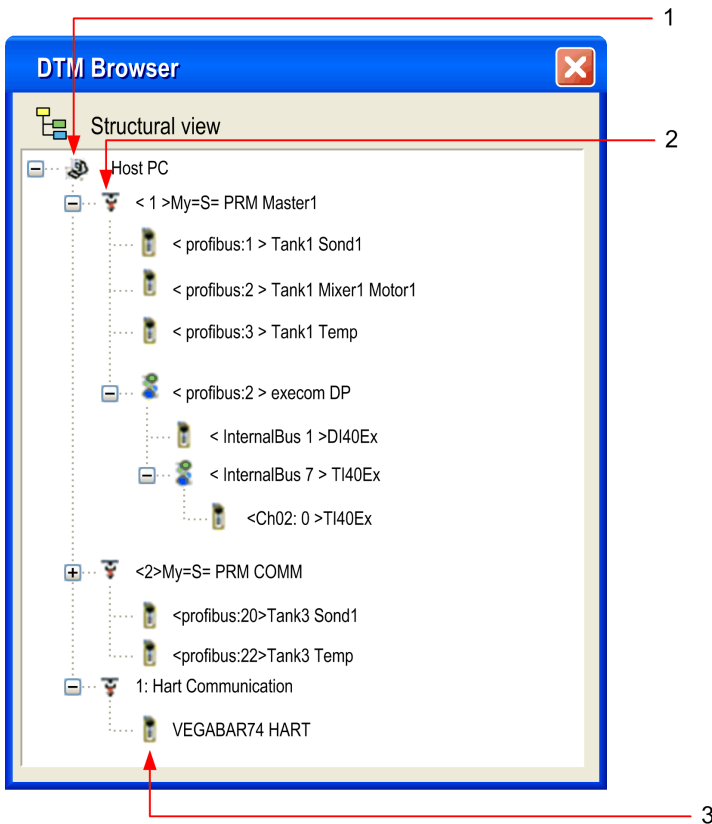 1
DTM Browser
Structural view
2
Host PC
< 1 >My=S= PRM Master1
< profibus:1 > Tank1 Sond1
< profibus:2 > Tank1 Mixer1 Motor1
< profibus:3 > Tank1 Temp
< profibus:2 > execom DP
< InternalBus 1 >DI40Ex
< InternalBus 7 > TI40Ex
<Ch02: 0 >TI40Ex
<2>My=S= PRM COMM
<profibus:20>Tank3 Sond1
<profibus:22>Tank3 Temp
1: Hart Communication
VEGABAR74 HART
3